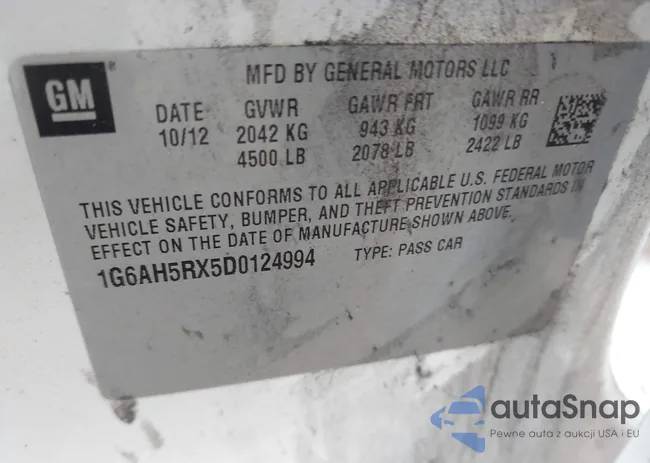 GM
MFD BY GENERAL MOTORS LLC
DATE GVWR GAWR FRT GAWR RR
10/12 2042 KG 943 KG 1099 KG
4500 LB 2078 LB 2422 LB
THIS VEHICLE CONFORMS TO ALL APPLICABLE U.S. FEDERAL MOTOR
VEHICLE SAFETY, BUMPER, AND THEFT PREVENTION STANDARDS IN
EFFECT ON THE DATE OF MANUFACTURE SHOWN ABOVE.
1G6AH5RX5D0124994 TYPE: PASS CAR
autaSnap
Pewne auta z aukcji USA i EU